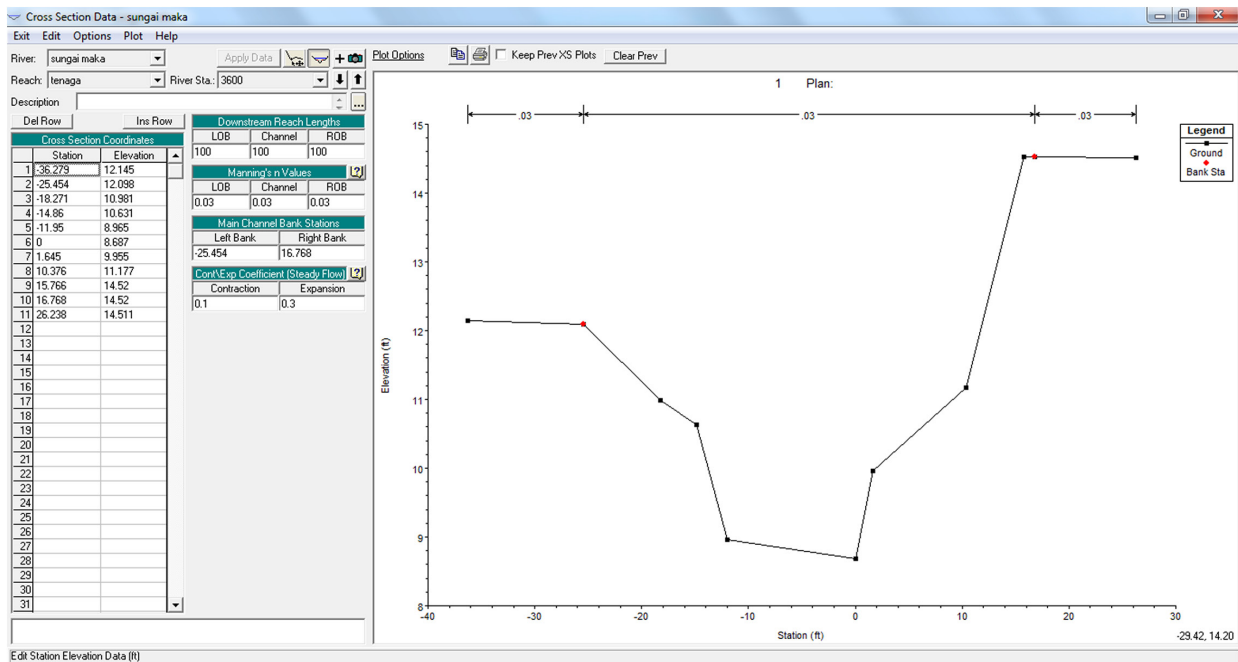 Cross Section Data - sungai maka
Exit Edit Options Plot Help
River: sungai maka
Apply Data
Plot Options
Keep Prev XS Plots
Clear Prev
Reach: tenaga
River Sta.: 3600
Description
...
Del Row
Ins Row
Cross Section Coordinates
Station Elevation
1 -36.279 12.145
2 -25.454 12.098
3 -18.271 10.981
4 -14.86 10.631
5 -11.95 8.965
6 0 8.687
7 1.645 9.955
8 10.376 11.177
9 15.766 14.52
10 16.768 14.52
11 26.238 14.511
12
13
14
15
16
17
18
19
20
21
22
23
24
25
26
27
28
29
30
31
Downstream Reach Lengths
LOB Channel ROB
100 100 100
Manning's n Values
LOB Channel ROB
0.03 0.03 0.03
Main Channel Bank Stations
Left Bank Right Bank
-25.454 16.768
Cont\Exp Coefficient (Steady Flow)
Contraction Expansion
0.1 0.3
1 Plan:
.03 .03 .03
15
14
13
12
11
10
9
8
Elevation (ft)
-40 -30 -20 -10 0 10 20 30
Station (ft)
Legend
Ground
Bank Sta
-29.42, 14.20
Edit Station Elevation Data (ft)